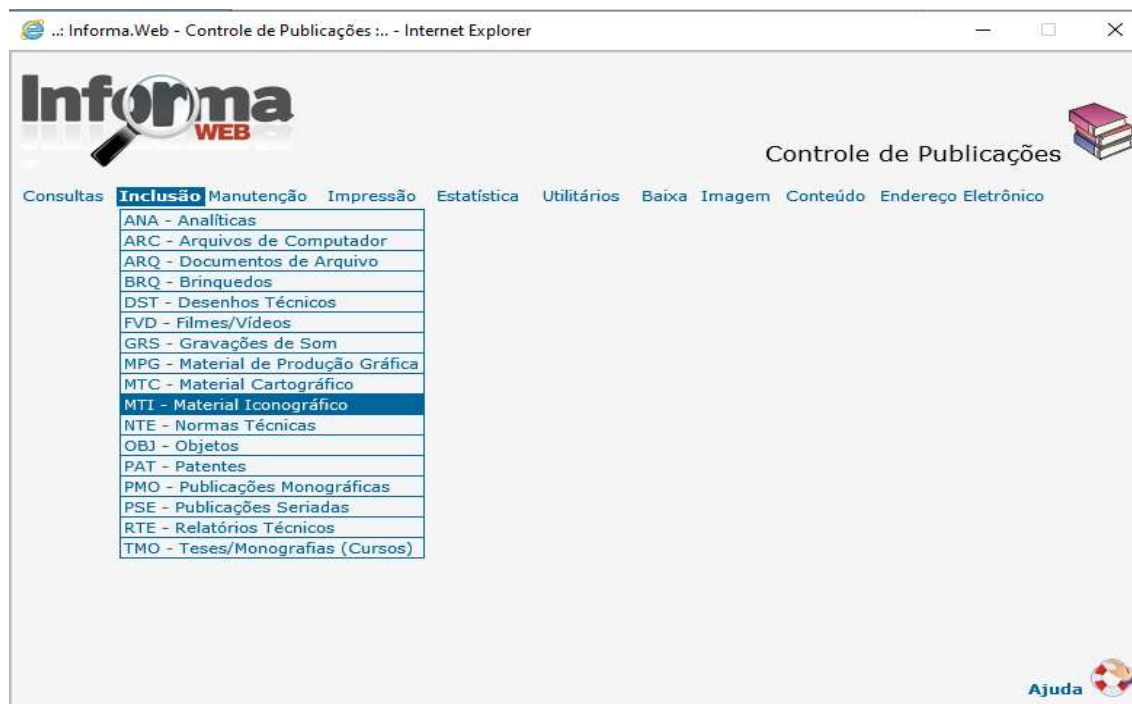 ..: Informa.Web - Controle de Publicações :.. - Internet Explorer
Informa
WEB
Controle de Publicações
Consultas Inclusão Manutenção Impressão Estatística Utilitários Baixa Imagem Conteúdo Endereço Eletrônico
ANA - Analíticas
ARC - Arquivos de Computador
ARQ - Documentos de Arquivo
BRQ - Brinquedos
DST - Desenhos Técnicos
FVD - Filmes/Vídeos
GRS - Gravações de Som
MPG - Material de Produção Gráfica
MTC - Material Cartográfico
MTI - Material Iconográfico
NTE - Normas Técnicas
OBJ - Objetos
PAT - Patentes
PMO - Publicações Monográficas
PSE - Publicações Seriadas
RTE - Relatórios Técnicos
TMO - Teses/Monografias (Cursos)
Ajuda